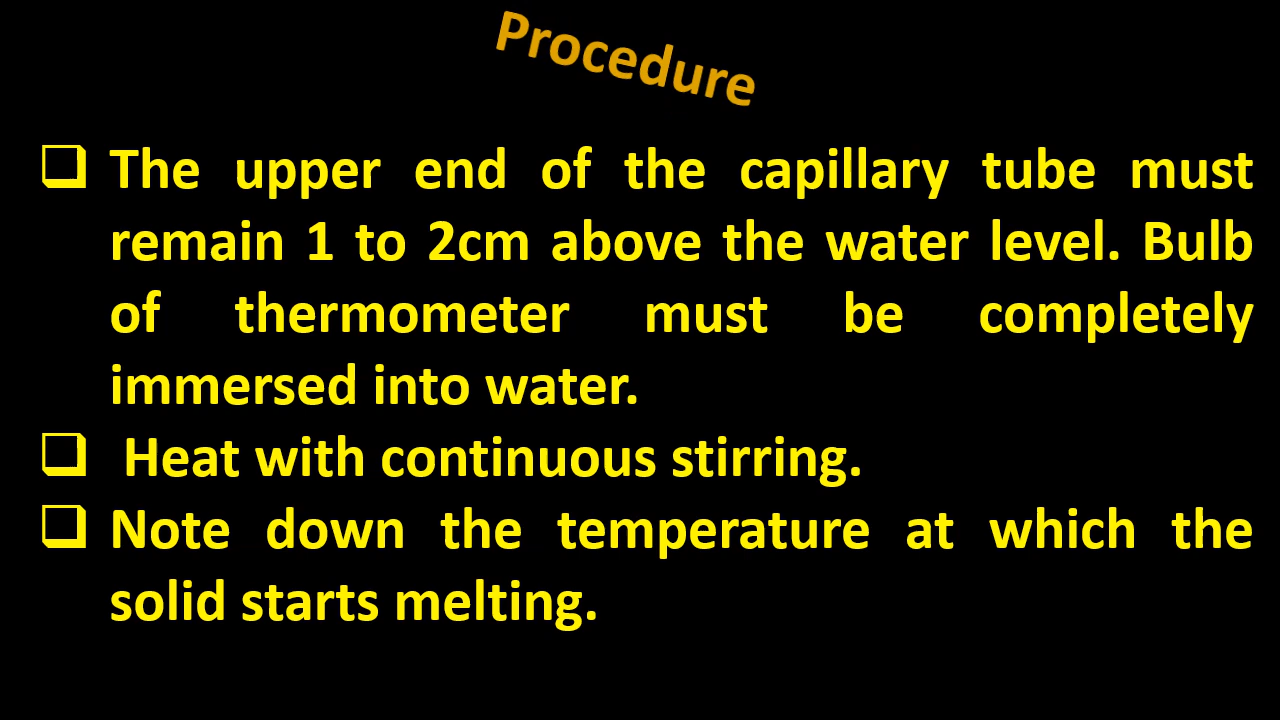 Procedure
❑ The upper end of the capillary tube must
remain 1 to 2cm above the water level. Bulb
of thermometer must be completely
immersed into water.
❑ Heat with continuous stirring.
❑ Note down the temperature at which the
solid starts melting.